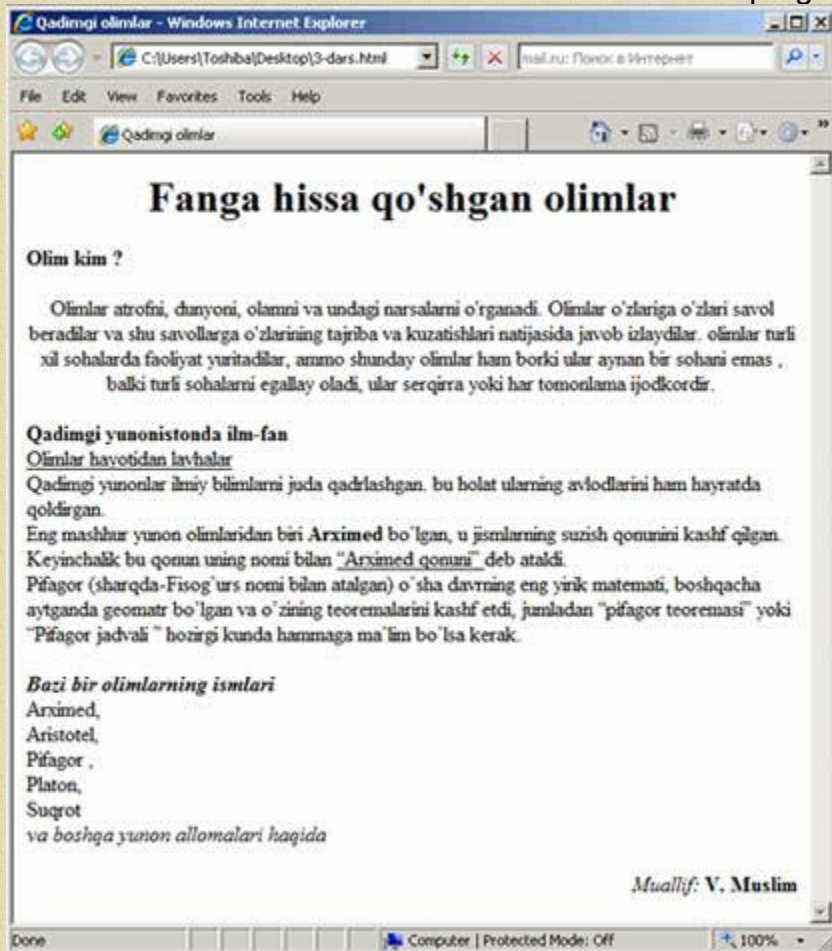 Qadimgi olimlar - Windows Internet Explorer
C:\Users\Toshiba\Desktop\3-dars.html
mail.ru: Поиск в Интернет
File Edit View Favorites Tools Help
Qadimgi olimlar
Fanga hissa qo'shgan olimlar
Olim kim ?
Olimlar atrofni, dunyoni, olamni va undagi narsalarni o'rganadi. Olimlar o'zlariga o'zlari savol
beradilar va shu savollarga o'zlarining tajriba va kuzatishlari natijasida javob izlaydilar. olimlar turli
xil sohalarda faoliyat yuritadilar, ammo shunday olimlar ham borki ular aynan bir sohani emas ,
balki turli sohalarni egallay oladi, ular serqirra yoki har tomonlama ijodkordir.
Qadimgi yunonistonda ilm-fan
Olimlar hayotidan lavhalar
Qadimgi yunonlar ilmiy bilimlarni juda qadrlashgan. bu holat ularning avlodlarini ham hayratda
qoldirgan.
Eng mashhur yunon olimlaridan biri Arximed bo`lgan, u jismlarning suzish qonunini kashf qilgan.
Keyinchalik bu qonun uning nomi bilan “Arximed qonuni” deb ataldi.
Pifagor (sharqda-Fisog`urs nomi bilan atalgan) o`sha davrning eng yirik matemati, boshqacha
aytganda geomatr bo`lgan va o`zining teoremalarini kashf etdi, jumladan “pifagor teoremasi” yoki
“Pifagor jadvali ” hozirgi kunda hammaga ma`lim bo`lsa kerak.
Bazi bir olimlarning ismlari
Arximed,
Aristotel,
Pifagor ,
Platon,
Suqrot
va boshqa yunon allomalari haqida
Muallif: V. Muslim
Done
Computer | Protected Mode: Off
100%